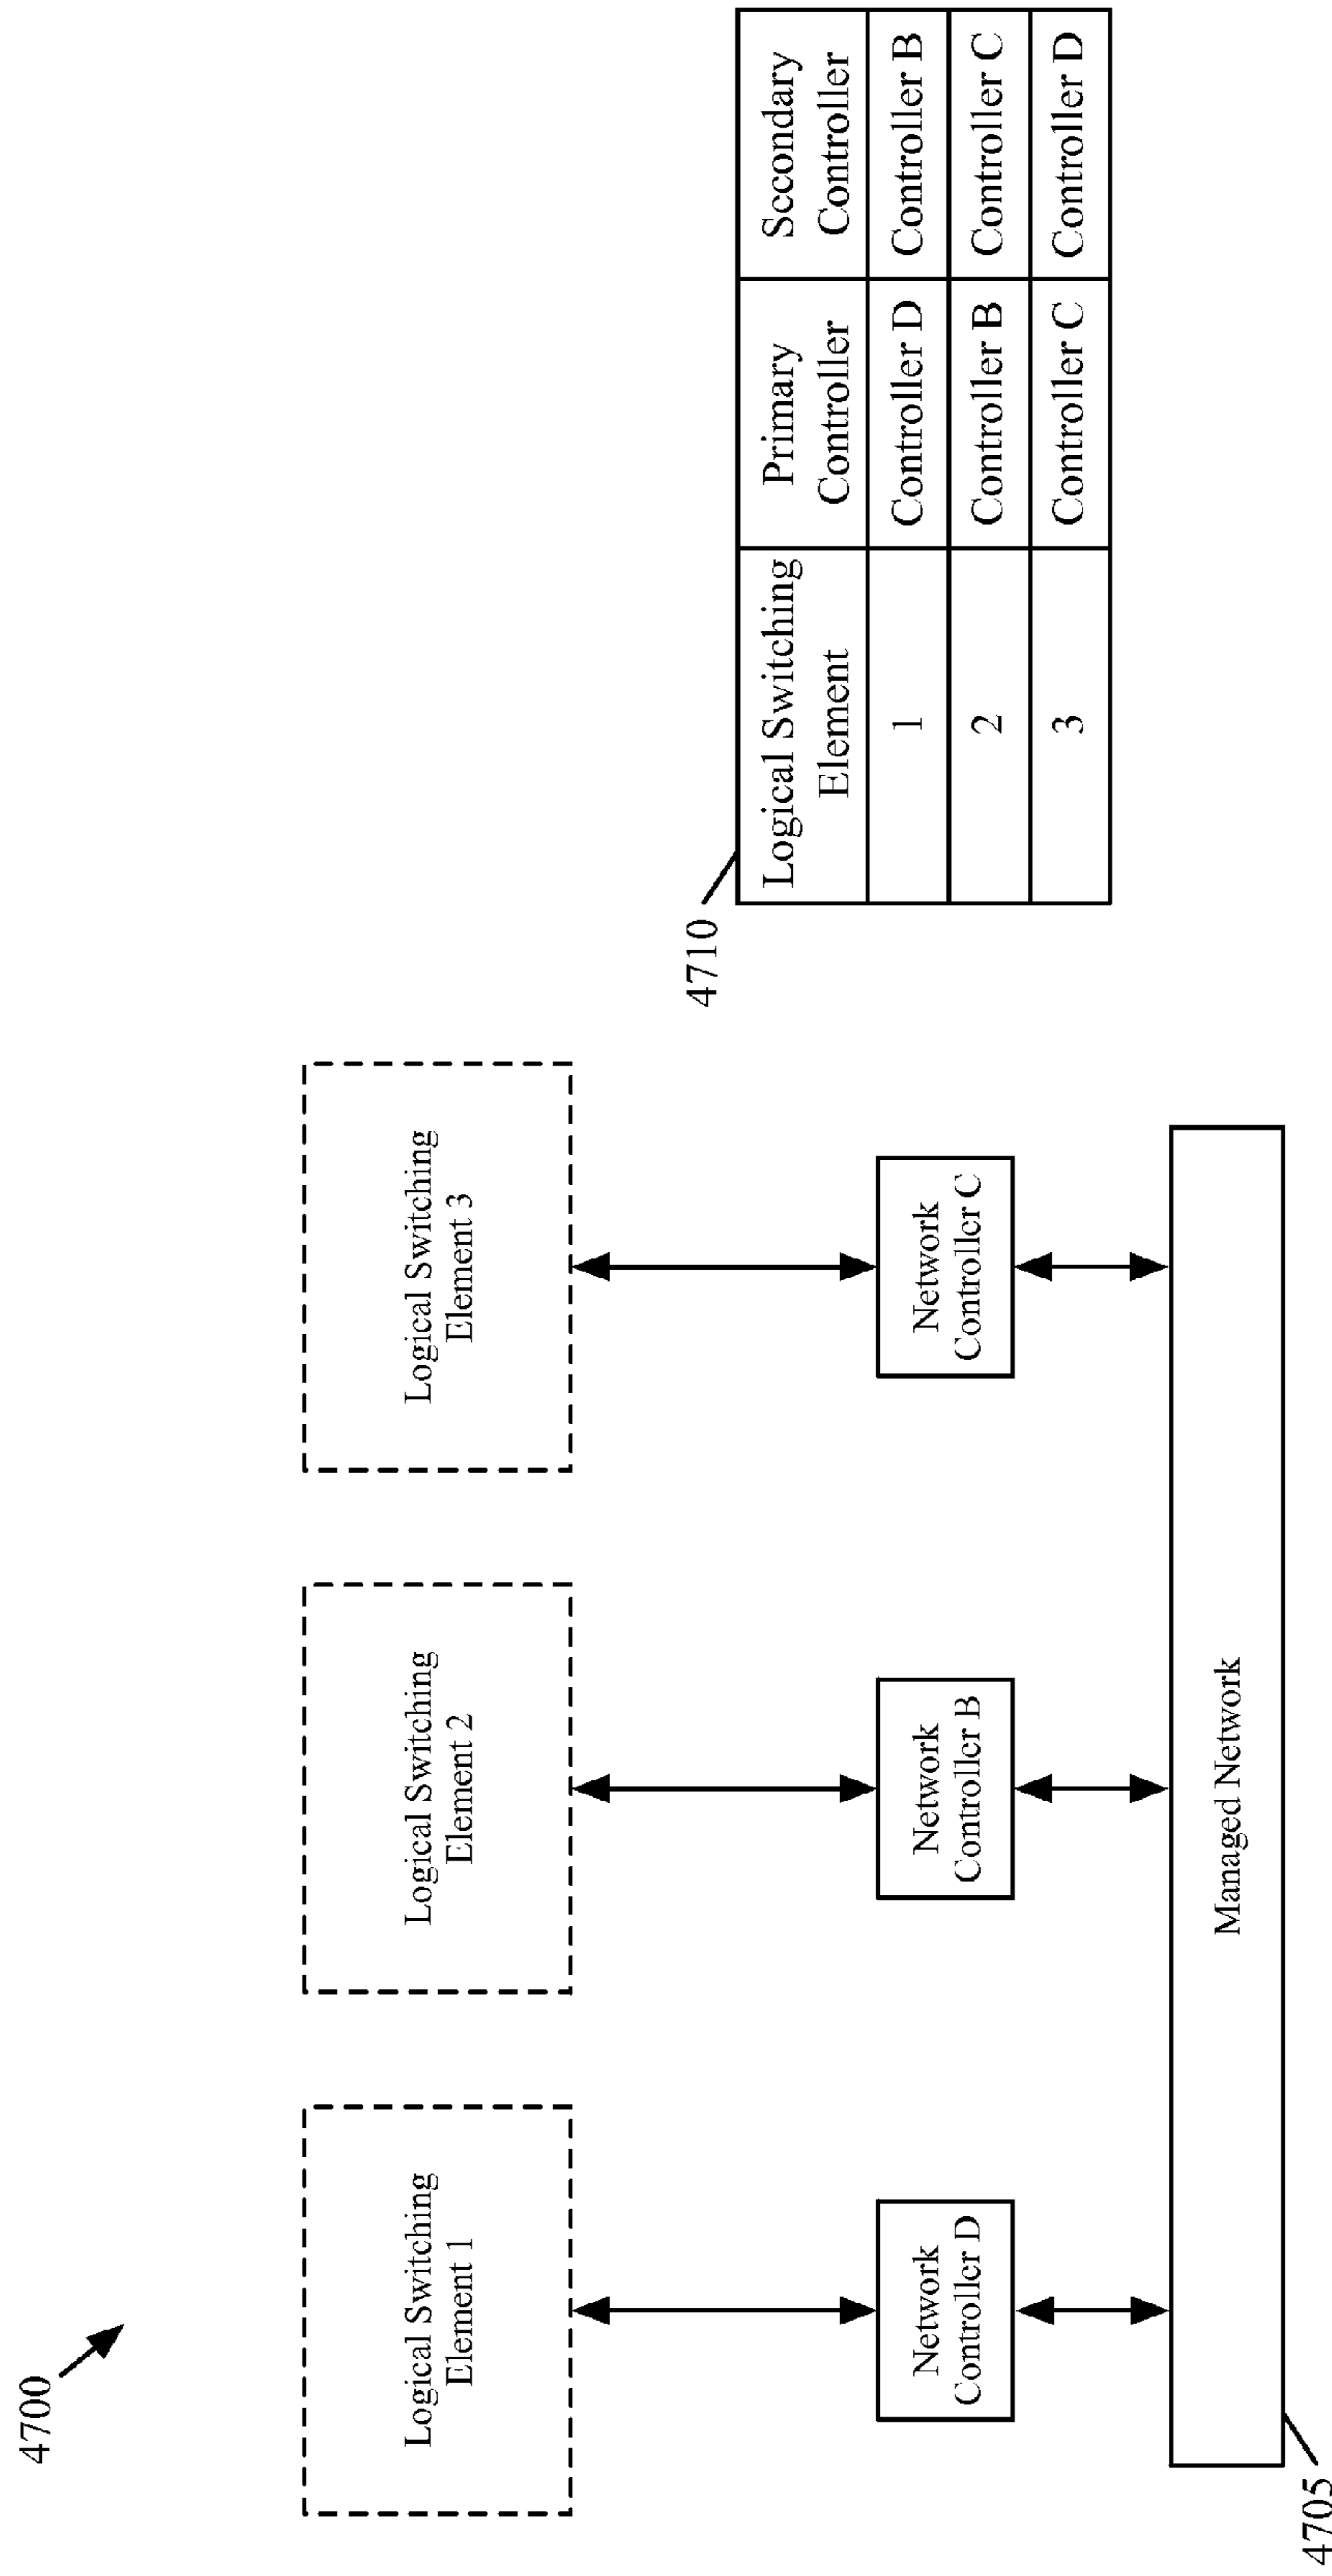 4700
Logical Switching
Element 1
Logical Switching
Element 2
Logical Switching
Element 3
Network
Controller D
Network
Controller B
Network
Controller C
Managed Network
4705
4710
Logical Switching
Element
Primary
Controller
Secondary
Controller
1
Controller D
Controller B
2
Controller B
Controller C
3
Controller C
Controller D